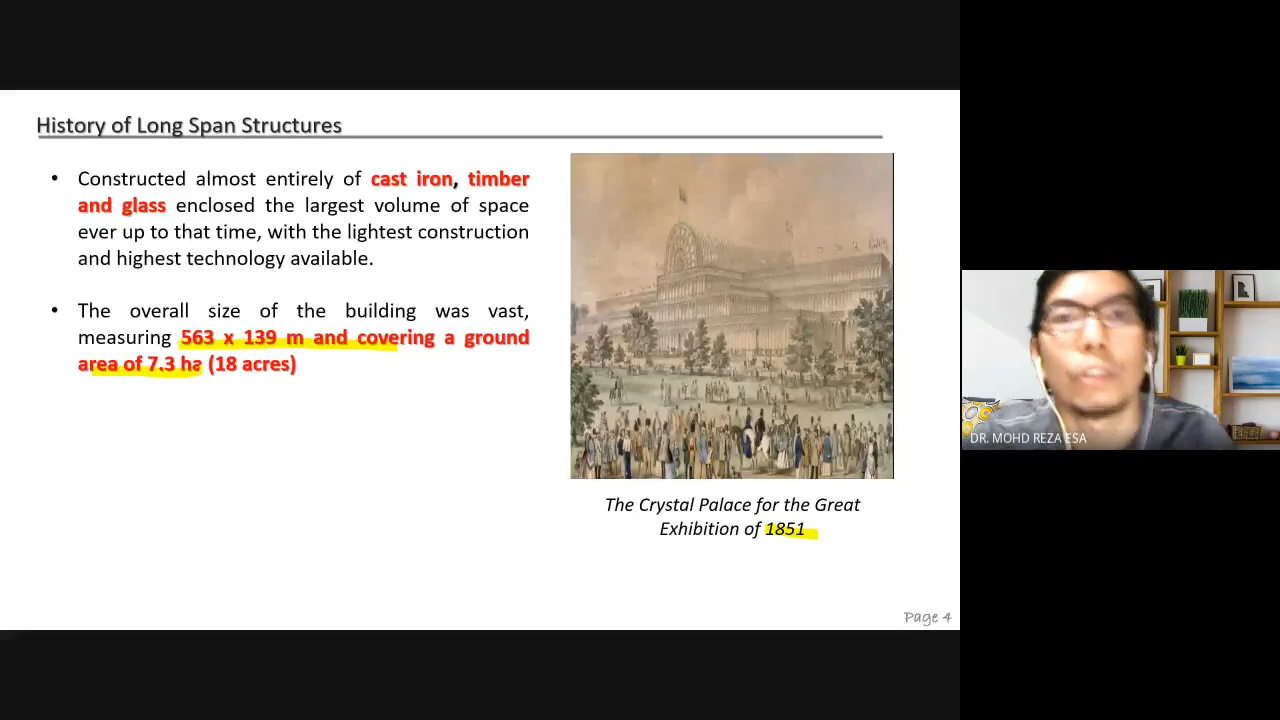 History of Long Span Structures
• Constructed almost entirely of cast iron, timber
and glass enclosed the largest volume of space
ever up to that time, with the lightest construction
and highest technology available.
• The overall size of the building was vast,
measuring 563 x 139 m and covering a ground
area of 7.3 ha (18 acres)
The Crystal Palace for the Great
Exhibition of 1851
Page 4
DR. MOHD REZA ESA